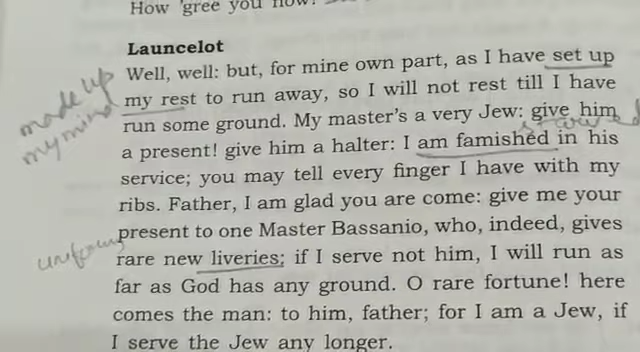 How 'gree you now?
Launcelot
Well, well: but, for mine own part, as I have set up
made up
my mind
my rest to run away, so I will not rest till I have
run some ground. My master's a very Jew: give him
starved
a present! give him a halter: I am famished in his
service; you may tell every finger I have with my
ribs. Father, I am glad you are come: give me your
present to one Master Bassanio, who, indeed, gives
uniforms
rare new liveries; if I serve not him, I will run as
far as God has any ground. O rare fortune! here
comes the man: to him, father; for I am a Jew, if
I serve the Jew any longer.